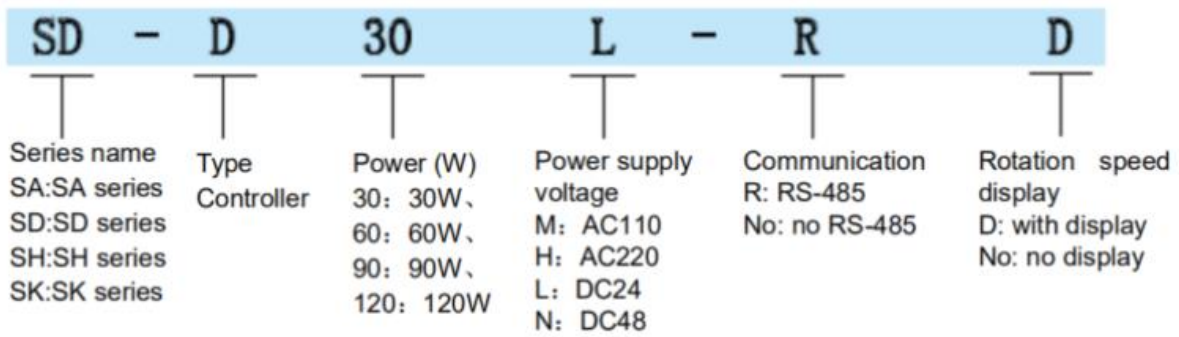 SD - D 30 L - R D
Series name
SA:SA series
SD:SD series
SH:SH series
SK:SK series
Type
Controller
Power (W)
30：30W、
60：60W、
90：90W、
120：120W
Power supply
voltage
M：AC110
H：AC220
L：DC24
N：DC48
Communication
R: RS-485
No: no RS-485
Rotation speed
display
D: with display
No: no display